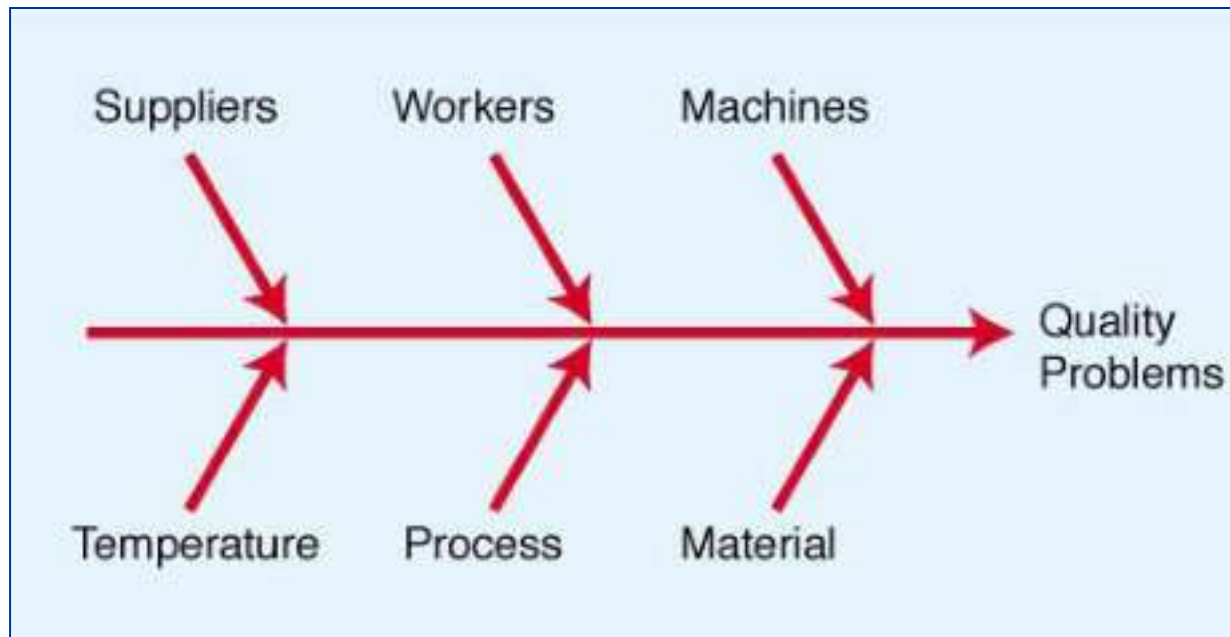 Suppliers
Workers
Machines
Quality
Problems
Temperature
Process
Material